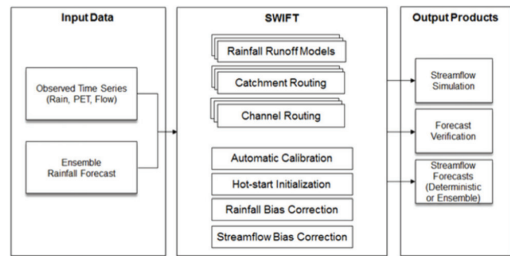 Input Data
Observed Time Series
(Rain, PET, Flow)
Ensemble
Rainfall Forecast
SWIFT
Rainfall Runoff Models
Catchment Routing
Channel Routing
Automatic Calibration
Hot-start Initialization
Rainfall Bias Correction
Streamflow Bias Correction
Output Products
Streamflow
Simulation
Forecast
Verification
Streamflow
Forecasts
(Deterministic
or Ensemble)